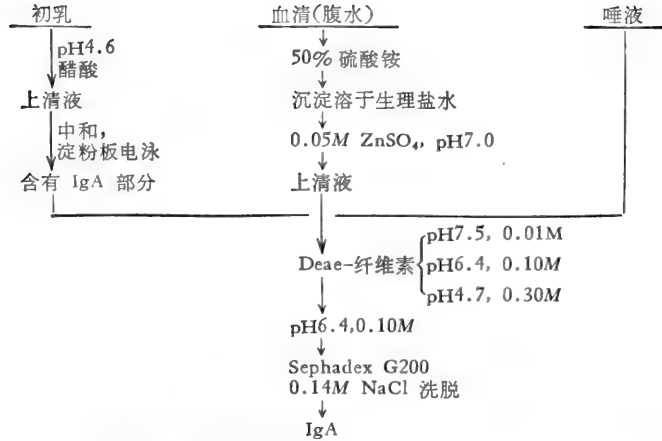 初乳
血清(腹水)
唾液
pH4.6
醋酸
上清液
中和,
淀粉板电泳
含有 IgA 部分
50% 硫酸铵
沉淀溶于生理盐水
0.05M ZnSO₄, pH7.0
上清液
Deae-纤维素
pH7.5, 0.01M
pH6.4, 0.10M
pH4.7, 0.30M
pH6.4,0.10M
Sephadex G200
0.14M NaCl 洗脱
IgA